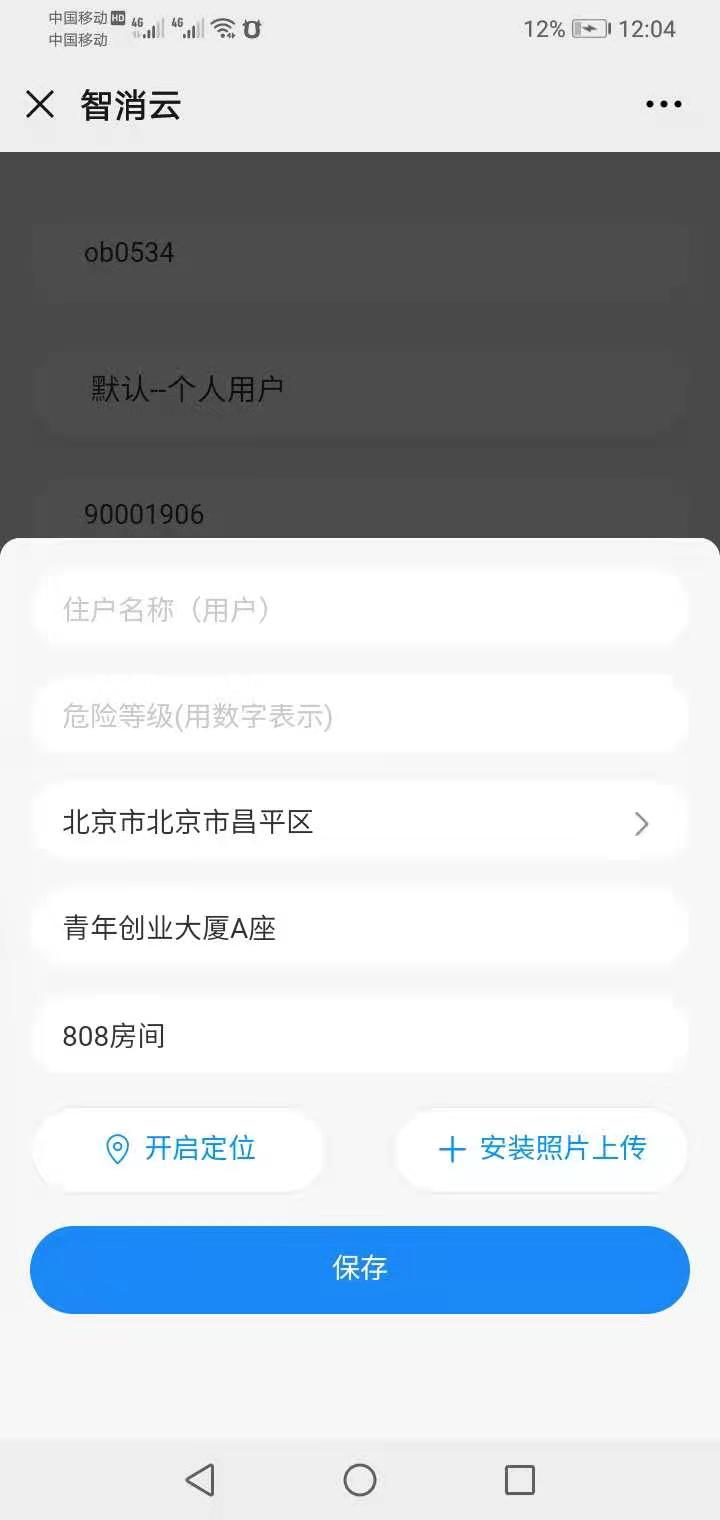 中国移动 HD 4G 4G 12% 12:04
中国移动
智消云
ob0534
默认--个人用户
90001906
住户名称（用户）
危险等级(用数字表示)
北京市北京市昌平区
青年创业大厦A座
808房间
开启定位 安装照片上传
保存